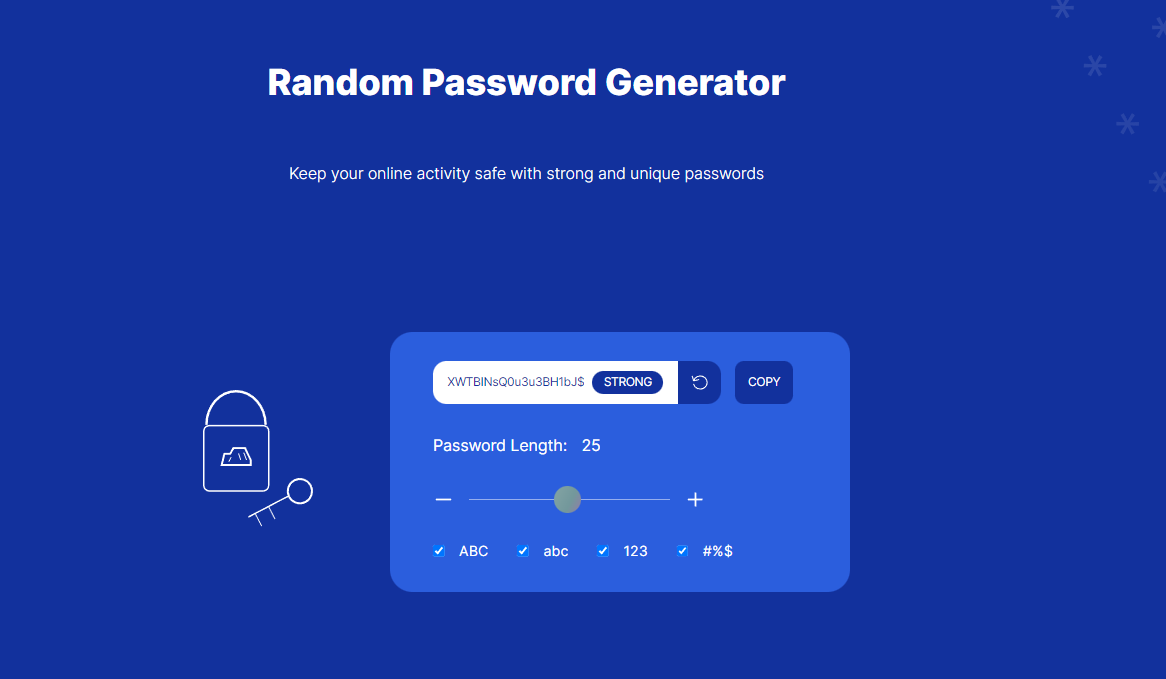 Random Password Generator
Keep your online activity safe with strong and unique passwords
XWTBINsQ0u3u3BH1bJ$ STRONG COPY
Password Length: 25
ABC abc 123 #%$